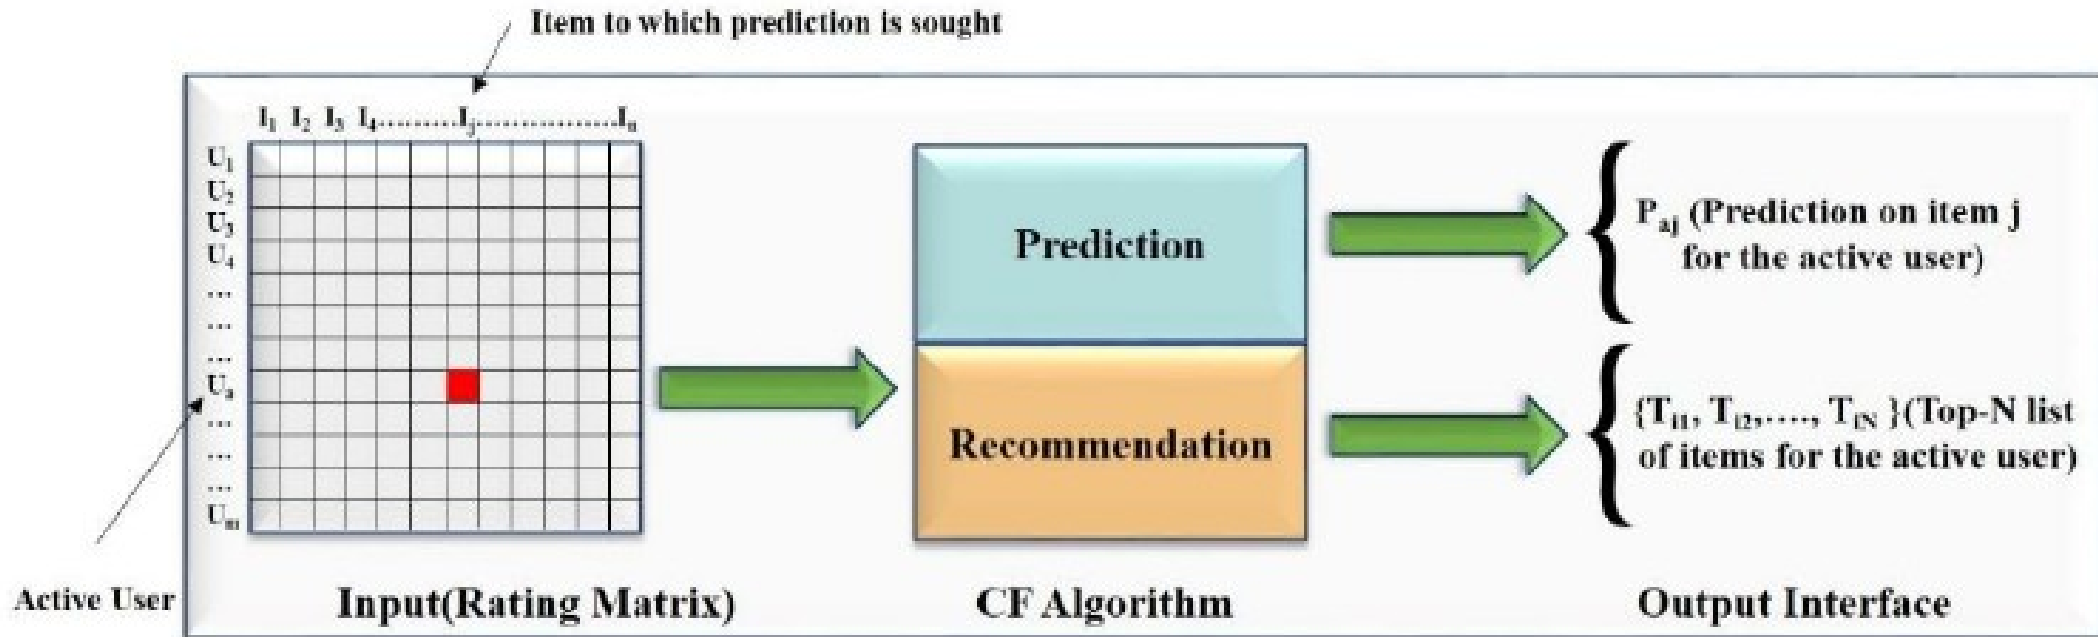 Item to which prediction is sought
I1 I2 I3 I4..........Ij..............In
U1
U2
U3
U4
...
...
...
Ua
...
...
...
Um
Active User
Input(Rating Matrix)
Prediction
Recommendation
CF Algorithm
Paj (Prediction on item j
for the active user)
{Ti1, Ti2,...., TiN }(Top-N list
of items for the active user)
Output Interface